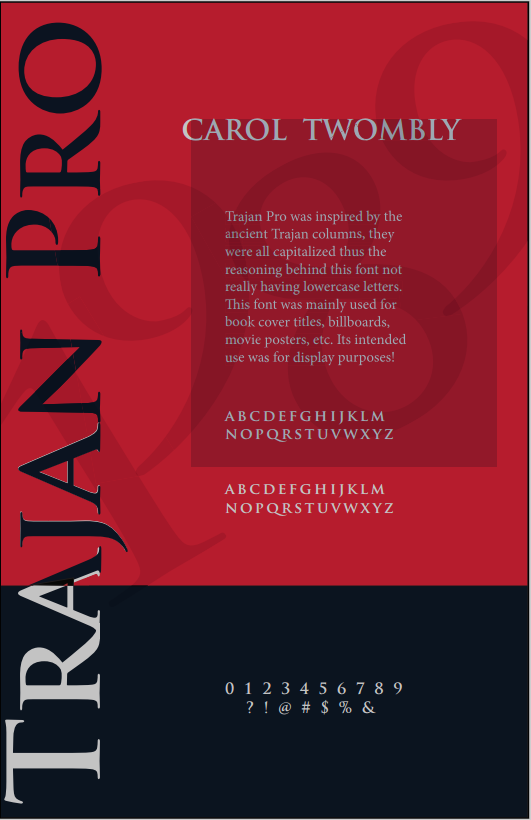 TRAJAN PRO
CAROL TWOMBLY
Trajan Pro was inspired by the
ancient Trajan columns, they
were all capitalized thus the
reasoning behind this font not
really having lowercase letters.
This font was mainly used for
book cover titles, billboards,
movie posters, etc. Its intended
use was for display purposes!
ABCDEFGHIJKLM
NOPQRSTUVWXYZ
ABCDEFGHIJKLM
NOPQRSTUVWXYZ
0 1 2 3 4 5 6 7 8 9
? ! @ # $ % &
1989